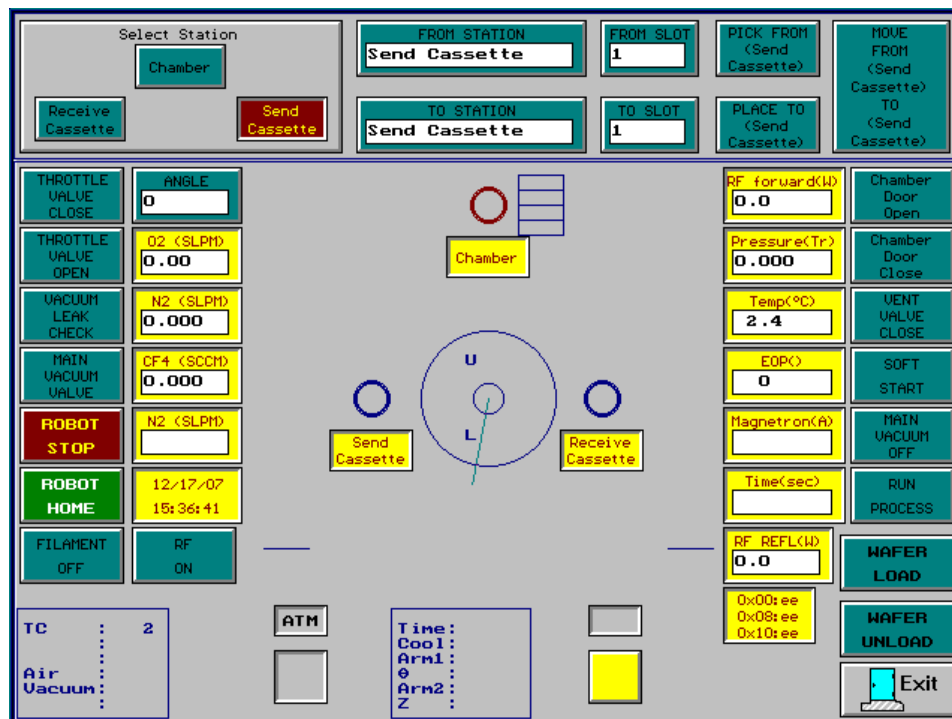 Select Station
Chamber
Receive
Cassette
Send
Cassette
FROM STATION
Send Cassette
FROM SLOT
1
TO STATION
Send Cassette
TO SLOT
1
PICK FROM
(Send
Cassette)
PLACE TO
(Send
Cassette)
MOVE
FROM
(Send
Cassette)
TO
(Send
Cassette)
THROTTLE
VALVE
CLOSE
ANGLE
0
THROTTLE
VALVE
OPEN
O2 (SLPM)
0.00
VACUUM
LEAK
CHECK
N2 (SLPM)
0.000
MAIN
VACUUM
VALVE
CF4 (SCCM)
0.000
ROBOT
STOP
N2 (SLPM)
ROBOT
HOME
12/17/07
15:36:41
FILAMENT
OFF
RF
ON
Chamber
U
L
Send
Cassette
Receive
Cassette
RF forward(W)
0.0
Chamber
Door
Open
Pressure(Tr)
0.000
Chamber
Door
Close
Temp(°C)
2.4
VENT
VALVE
CLOSE
EOP()
0
SOFT
START
Magnetron(A)
MAIN
VACUUM
OFF
Time(sec)
RUN
PROCESS
RF REFL(W)
0.0
WAFER
LOAD
0x00:ee
0x08:ee
0x10:ee
WAFER
UNLOAD
Exit
TC : 2
:
:
Air :
Vacuum:
:
ATM
Time:
Cool:
Arm1:
θ :
Arm2:
Z :